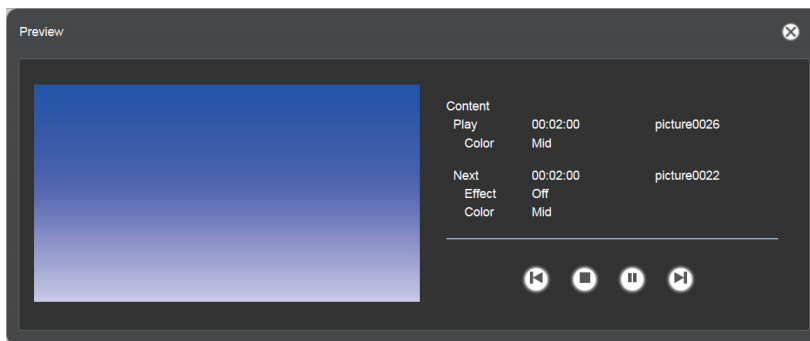 Preview
Content
Play 00:02:00 picture0026
Color Mid
Next 00:02:00 picture0022
Effect Off
Color Mid